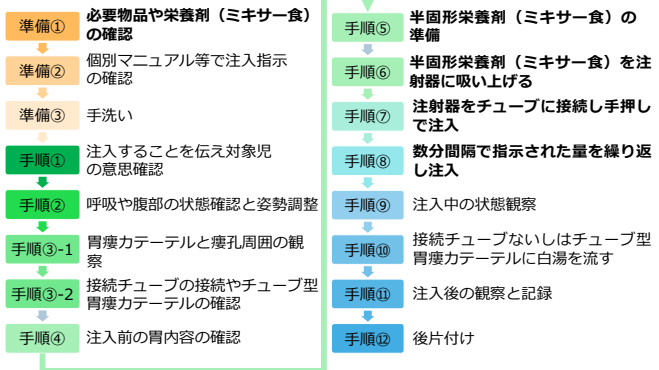 準備①
必要物品や栄養剤（ミキサー食）
の確認
準備②
個別マニュアル等で注入指示
の確認
準備③
手洗い
手順①
注入することを伝え対象児
の意思確認
手順②
呼吸や腹部の状態確認と姿勢調整
手順③-1
胃瘻カテーテルと瘻孔周囲の観
察
手順③-2
接続チューブの接続やチューブ型
胃瘻カテーテルの確認
手順④
注入前の胃内容の確認
手順⑤
半固形栄養剤（ミキサー食）の
準備
手順⑥
半固形栄養剤（ミキサー食）を注
射器に吸い上げる
手順⑦
注射器をチューブに接続し手押し
で注入
手順⑧
数分間隔で指示された量を繰り返
し注入
手順⑨
注入中の状態観察
手順⑩
接続チューブないしはチューブ型
胃瘻カテーテルに白湯を流す
手順⑪
注入後の観察と記録
手順⑫
後片付け